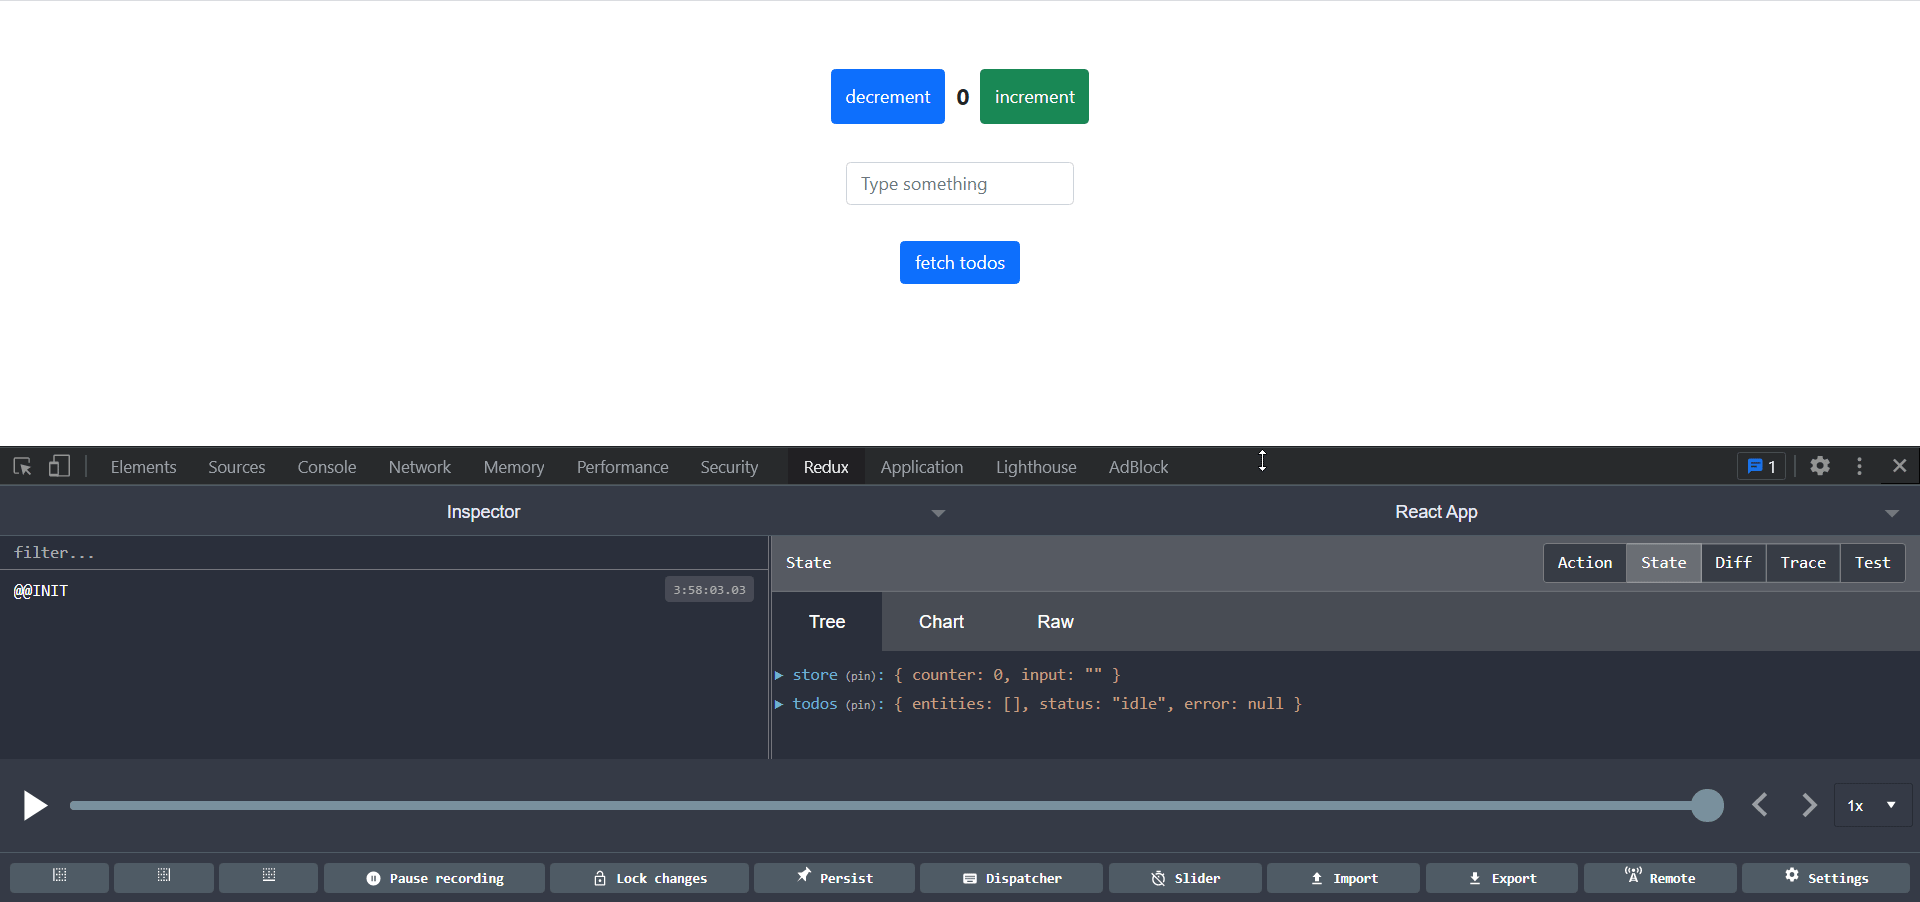 decrement 0 increment
Type something
fetch todos
Elements Sources Console Network Memory Performance Security Redux Application Lighthouse AdBlock 1
Inspector React App
filter...
@@INIT 3:58:03.03
State Action State Diff Trace Test
Tree Chart Raw
store (pin): { counter: 0, input: "" }
todos (pin): { entities: [], status: "idle", error: null }
1x
Pause recording Lock changes Persist Dispatcher Slider Import Export Remote Settings